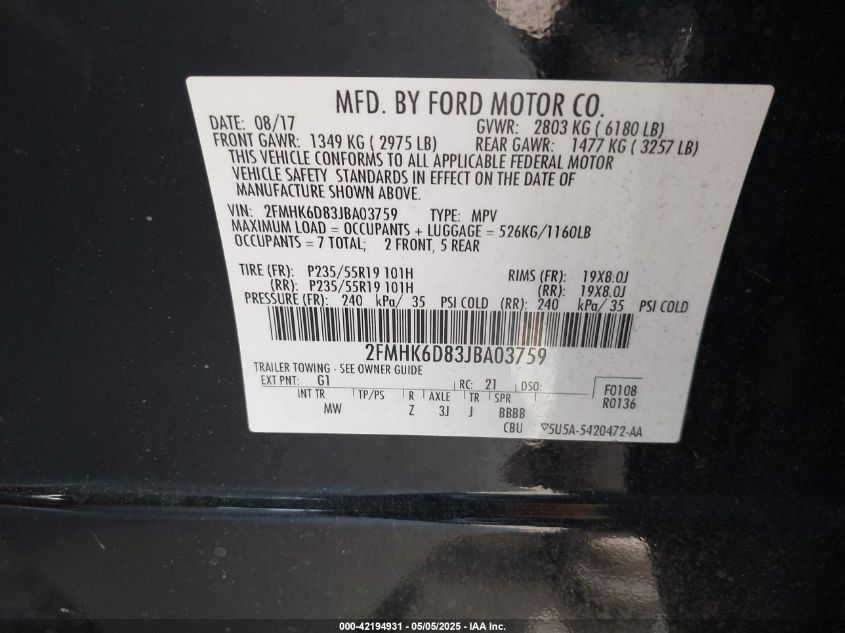 MFD. BY FORD MOTOR CO.
DATE: 08/17 GVWR: 2803 KG ( 6180 LB)
FRONT GAWR: 1349 KG ( 2975 LB) REAR GAWR: 1477 KG ( 3257 LB)
THIS VEHICLE CONFORMS TO ALL APPLICABLE FEDERAL MOTOR
VEHICLE SAFETY STANDARDS IN EFFECT ON THE DATE OF
MANUFACTURE SHOWN ABOVE.
VIN: 2FMHK6D83JBA03759 TYPE: MPV
MAXIMUM LOAD = OCCUPANTS + LUGGAGE = 526KG/1160LB
OCCUPANTS = 7 TOTAL; 2 FRONT, 5 REAR
TIRE (FR): P235/55R19 101H RIMS (FR): 19X8.0J
(RR): P235/55R19 101H (RR): 19X8.0J
PRESSURE (FR): 240 kPa/ 35 PSI COLD (RR): 240 kPa/ 35 PSI COLD
2FMHK6D83JBA03759
TRAILER TOWING - SEE OWNER GUIDE
EXT PNT: G1 RC: 21 DSO:
F0108
R0136
INT TR TP/PS R AXLE TR SPR
MW Z 3J J BBBB
CBU ▽5U5A-5420472-AA
000-42194931 - 05/05/2025 - IAA Inc.